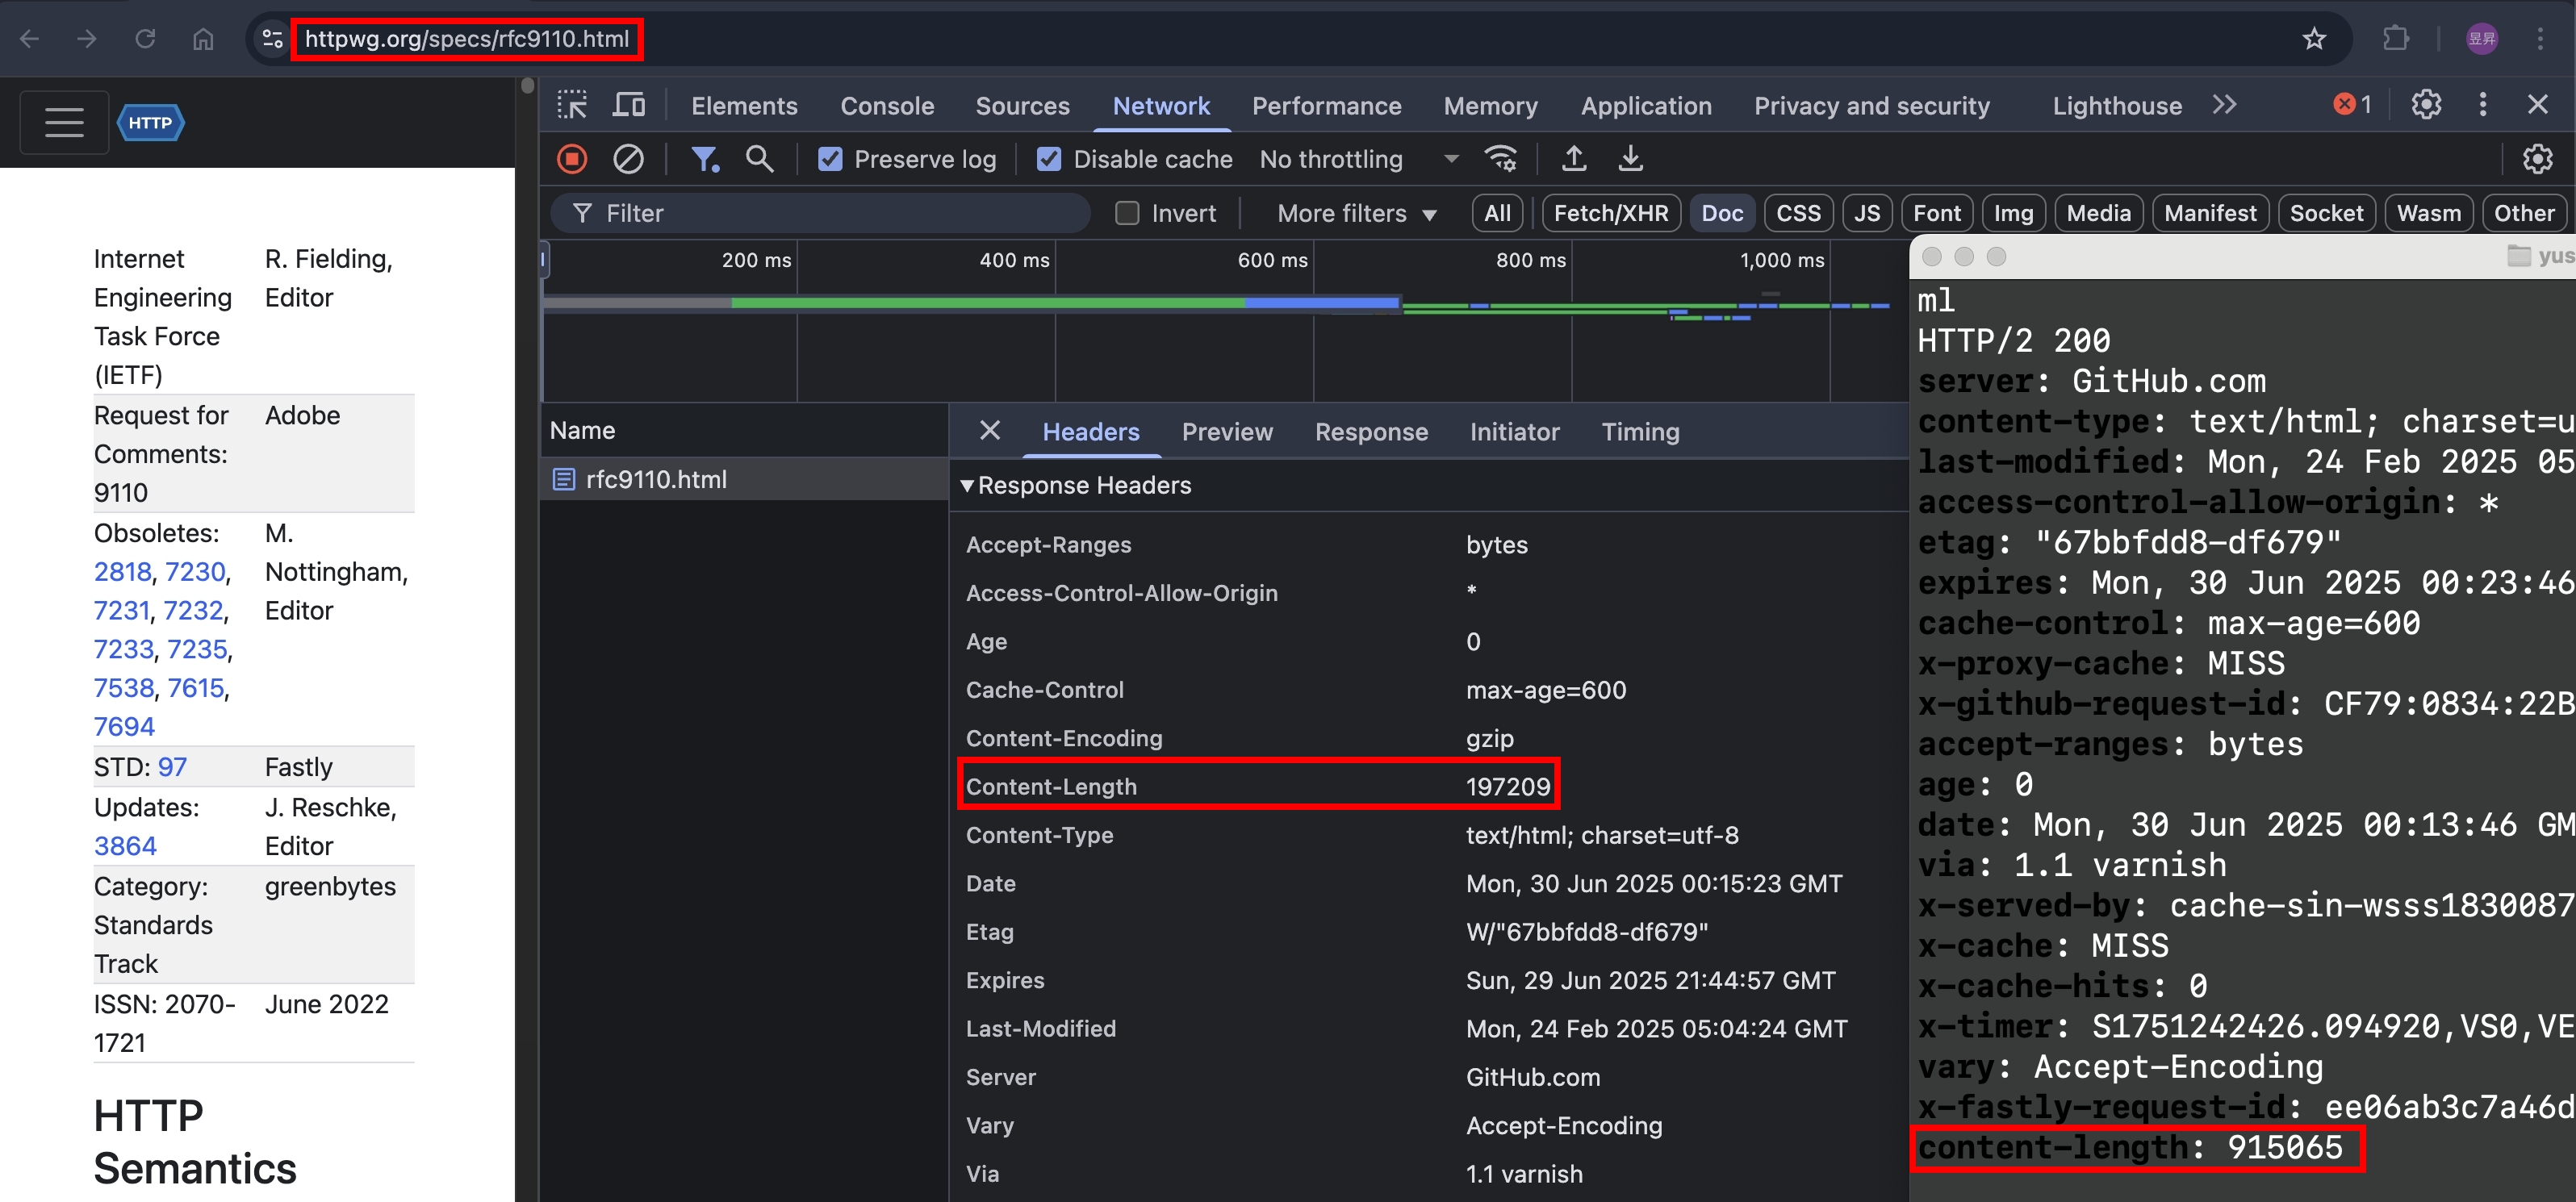 httpwg.org/specs/rfc9110.html
昱昇
HTTP
Internet Engineering Task Force (IETF)
R. Fielding, Editor
Request for Comments: 9110
Adobe
Obsoletes: 2818, 7230, 7231, 7232, 7233, 7235, 7538, 7615, 7694
M. Nottingham, Editor
STD: 97
Fastly
Updates: 3864
J. Reschke, Editor
Category: Standards Track
greenbytes
ISSN: 2070-1721
June 2022
HTTP Semantics
Elements Console Sources Network Performance Memory Application Privacy and security Lighthouse 1
Preserve log Disable cache No throttling
Filter Invert More filters All Fetch/XHR Doc CSS JS Font Img Media Manifest Socket Wasm Other
200 ms 400 ms 600 ms 800 ms 1,000 ms
Name
rfc9110.html
Headers Preview Response Initiator Timing
Response Headers
Accept-Ranges bytes
Access-Control-Allow-Origin *
Age 0
Cache-Control max-age=600
Content-Encoding gzip
Content-Length 197209
Content-Type text/html; charset=utf-8
Date Mon, 30 Jun 2025 00:15:23 GMT
Etag W/"67bbfdd8-df679"
Expires Sun, 29 Jun 2025 21:44:57 GMT
Last-Modified Mon, 24 Feb 2025 05:04:24 GMT
Server GitHub.com
Vary Accept-Encoding
Via 1.1 varnish
yus
ml
HTTP/2 200
server: GitHub.com
content-type: text/html; charset=u
last-modified: Mon, 24 Feb 2025 05
access-control-allow-origin: *
etag: "67bbfdd8-df679"
expires: Mon, 30 Jun 2025 00:23:46
cache-control: max-age=600
x-proxy-cache: MISS
x-github-request-id: CF79:0834:22B
accept-ranges: bytes
age: 0
date: Mon, 30 Jun 2025 00:13:46 GM
via: 1.1 varnish
x-served-by: cache-sin-wsss1830087
x-cache: MISS
x-cache-hits: 0
x-timer: S1751242426.094920,VS0,VE
vary: Accept-Encoding
x-fastly-request-id: ee06ab3c7a46d
content-length: 915065